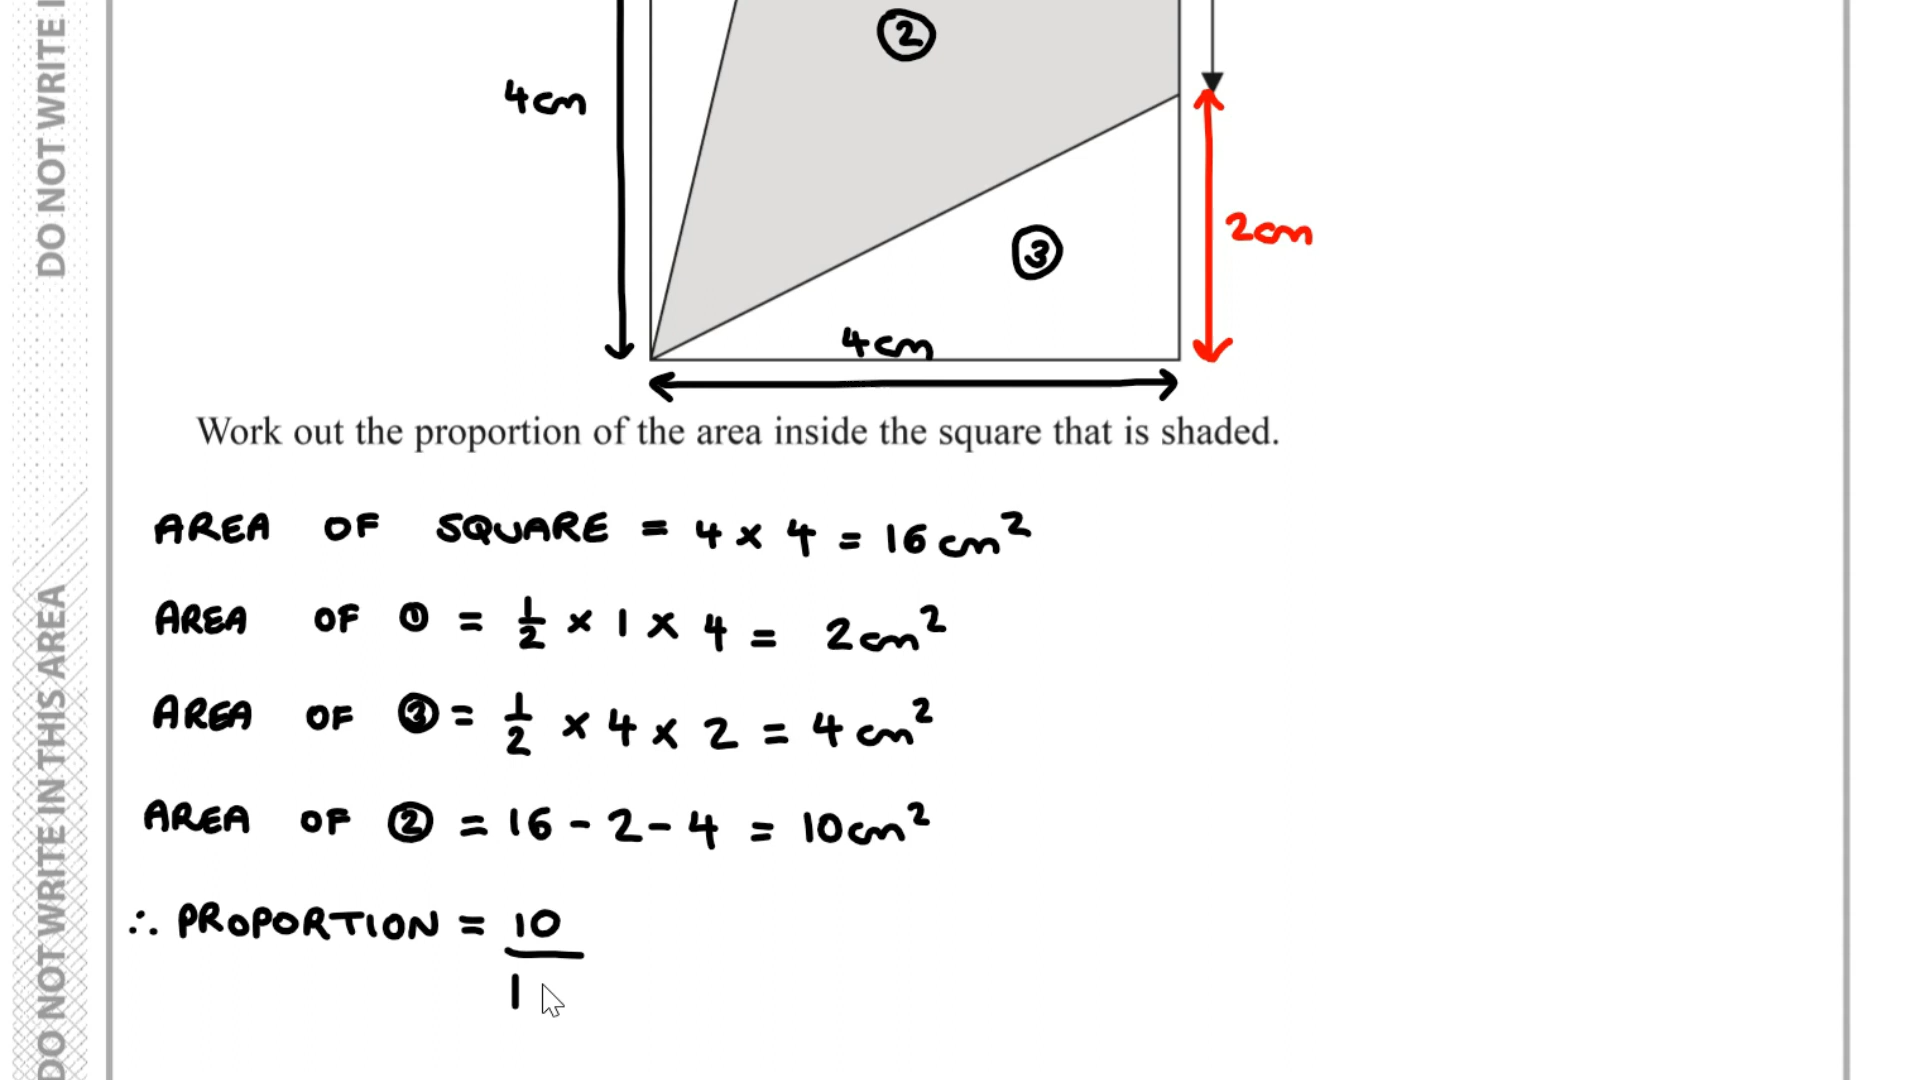 DO NOT WRITE I
②
4cm
2cm
③
4cm
Work out the proportion of the area inside the square that is shaded.
AREA OF SQUARE = 4 × 4 = 16cm²
AREA OF ① = 1/2 × 1 × 4 = 2cm²
AREA OF ③ = 1/2 × 4 × 2 = 4cm²
AREA OF ② = 16 - 2 - 4 = 10cm²
∴ PROPORTION = 10/1
DO NOT WRITE IN THIS AREA